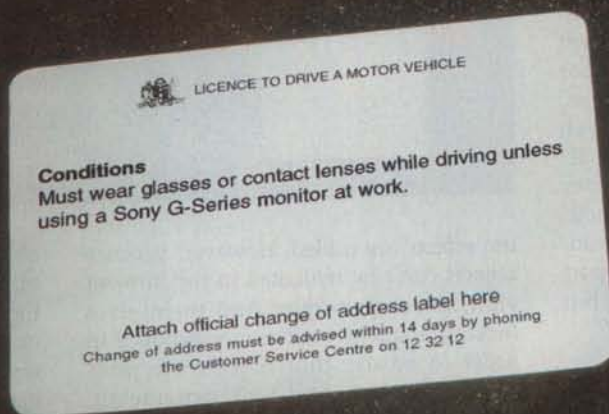 LICENCE TO DRIVE A MOTOR VEHICLE
Conditions
Must wear glasses or contact lenses while driving unless
using a Sony G-Series monitor at work.
Attach official change of address label here
Change of address must be advised within 14 days by phoning
the Customer Service Centre on 12 32 12